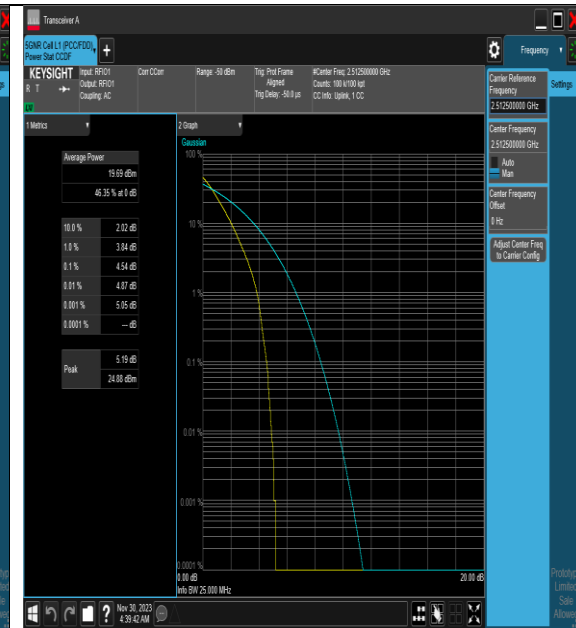 Transceiver A
5GNR Cell L1 (PCC/FDD),
Power Stat CCDF
+
Frequency
KEYSIGHT
R T
LXI
Input: RFIO1
Output: RFIO1
Coupling: AC
Corr CCorr
Range: -50 dBm
Trig: Prot Frame
Aligned
Trig Delay: -50.0 µs
#Center Freq: 2.512500000 GHz
Counts: 100 k/100 kpt
CC Info: Uplink, 1 CC
Carrier Reference
Frequency
2.512500000 GHz
Settings
Center Frequency
2.512500000 GHz
Auto
Man
Center Frequency
Offset
0 Hz
Adjust Center Freq
to Carrier Config
1 Metrics
Average Power
19.69 dBm
46.35 % at 0 dB
10.0 % 2.02 dB
1.0 % 3.84 dB
0.1 % 4.54 dB
0.01 % 4.87 dB
0.001 % 5.05 dB
0.0001 % --- dB
Peak
5.19 dB
24.88 dBm
2 Graph
Gaussian
100 %
10 %
1 %
0.1 %
0.01 %
0.001 %
0.0001 %
0.00 dB
20.00 dB
Info BW 25.000 MHz
?
Nov 30, 2023
4:39:42 AM